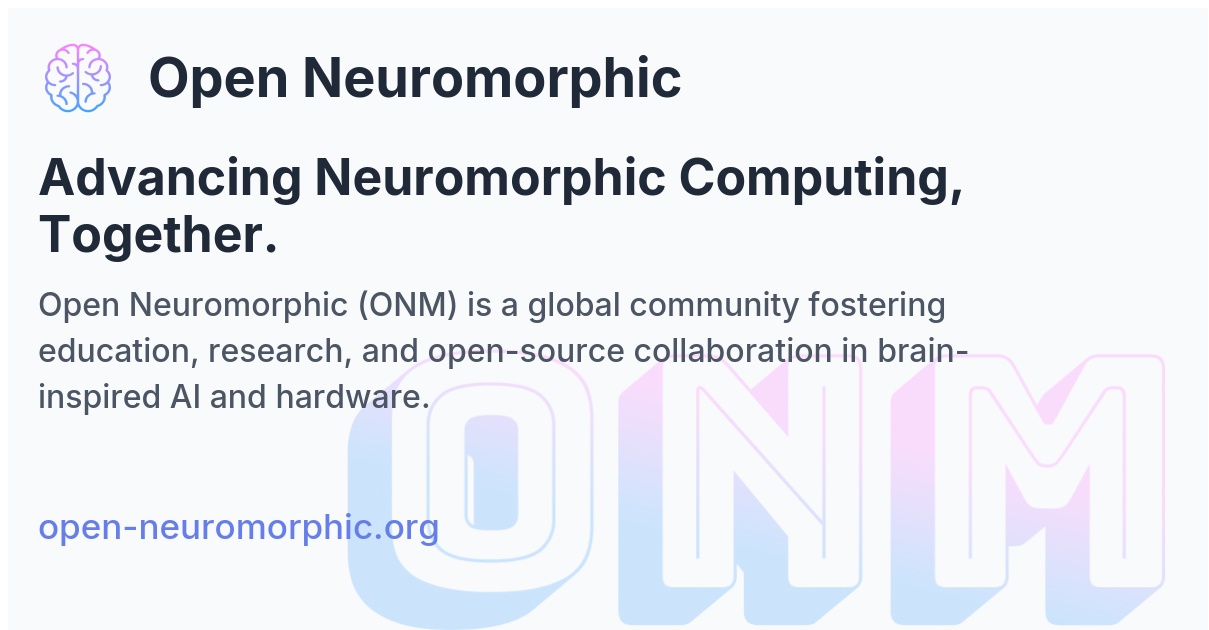 Open Neuromorphic
Advancing Neuromorphic Computing,
Together.
Open Neuromorphic (ONM) is a global community fostering
education, research, and open-source collaboration in brain-
inspired AI and hardware.
ONM
open-neuromorphic.org